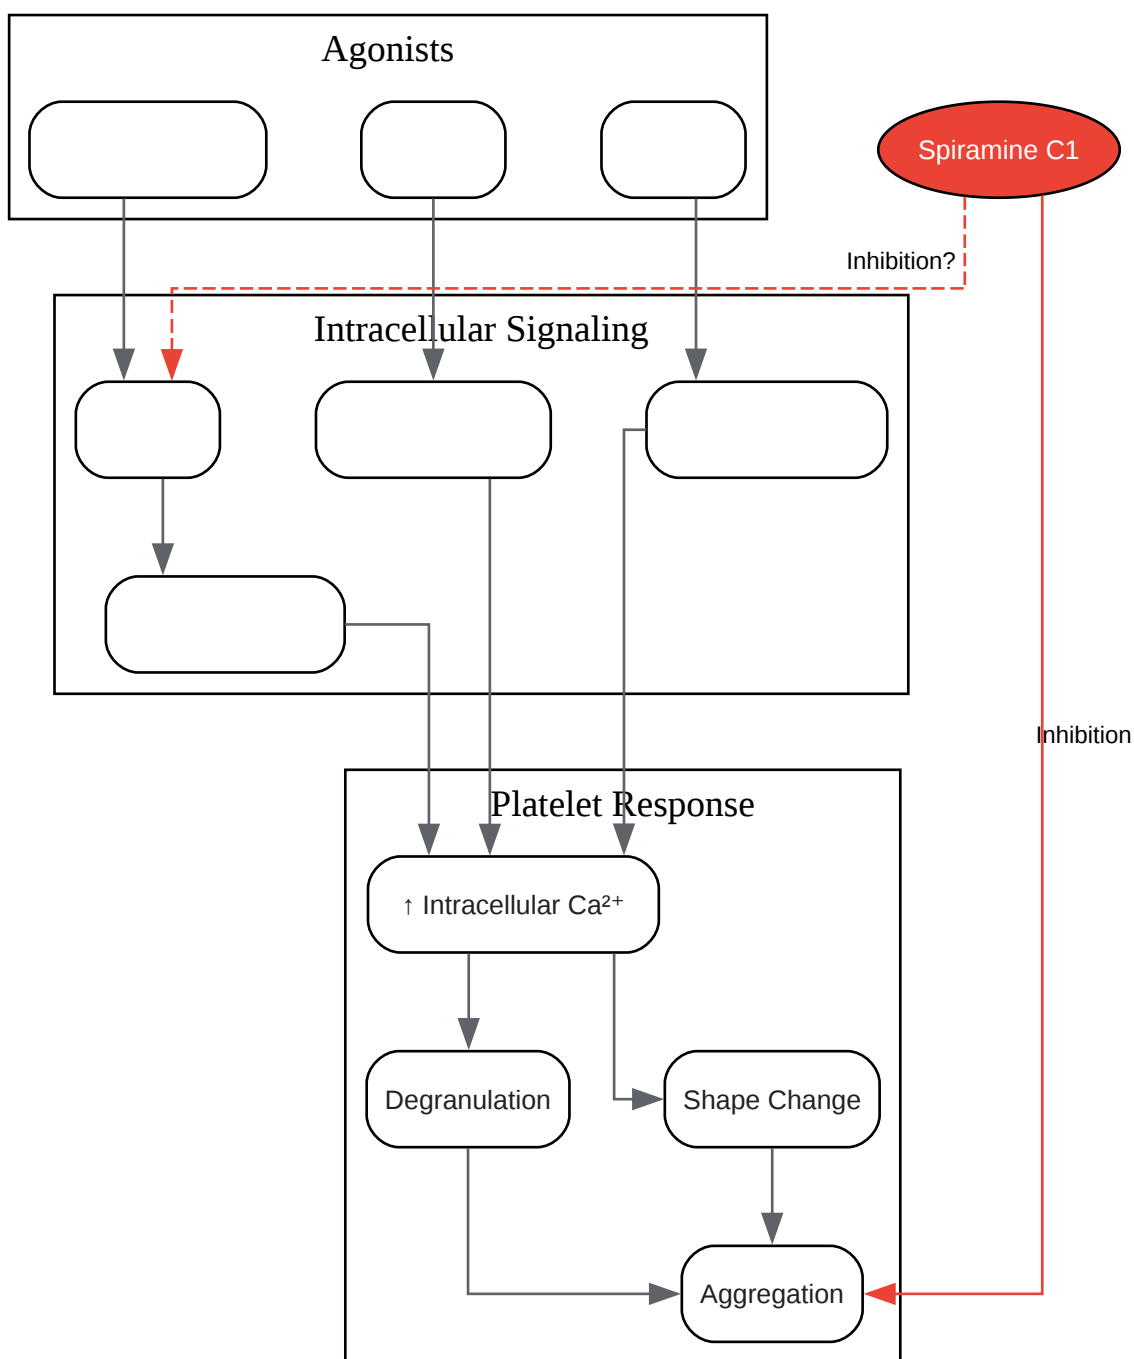 Agonists
Spiramine C1
Inhibition?
Intracellular Signaling
Inhibition
Platelet Response
↑ Intracellular Ca²⁺
Degranulation
Shape Change
Aggregation